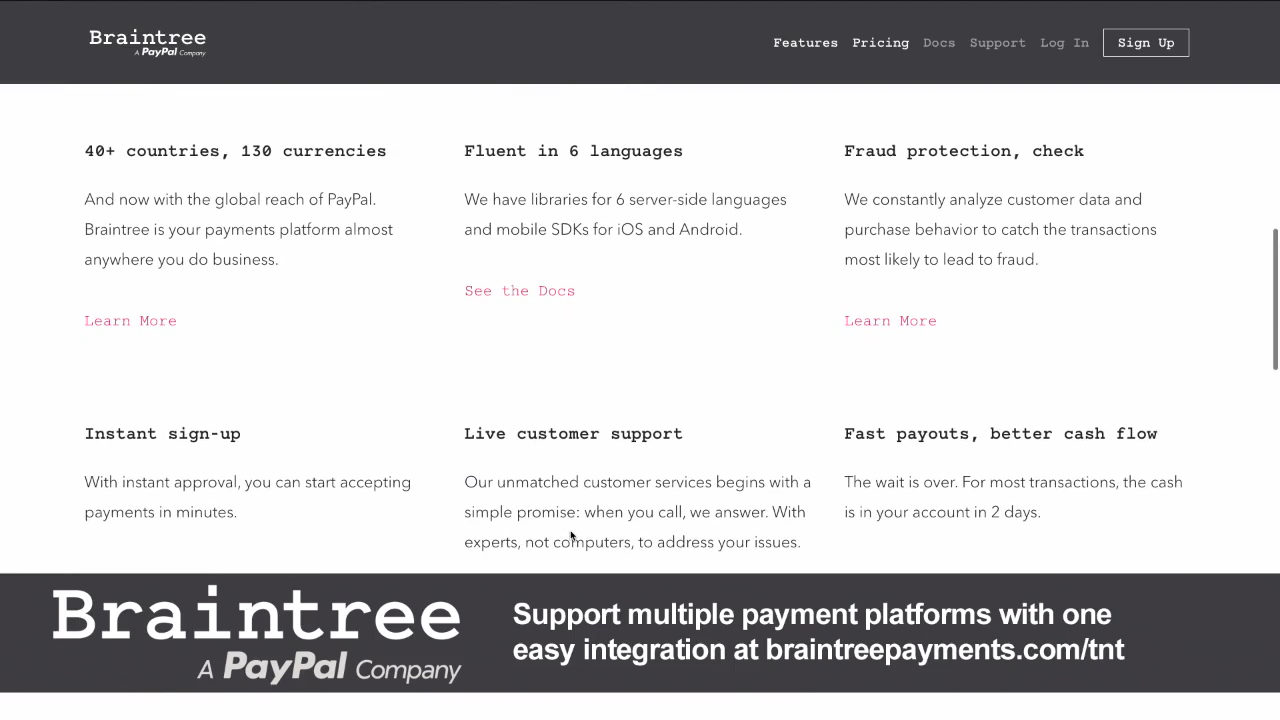 Braintree
A PayPal Company
Features Pricing Docs Support Log In Sign Up
40+ countries, 130 currencies
And now with the global reach of PayPal.
Braintree is your payments platform almost
anywhere you do business.
Learn More
Fluent in 6 languages
We have libraries for 6 server-side languages
and mobile SDKs for iOS and Android.
See the Docs
Fraud protection, check
We constantly analyze customer data and
purchase behavior to catch the transactions
most likely to lead to fraud.
Learn More
Instant sign-up
With instant approval, you can start accepting
payments in minutes.
Live customer support
Our unmatched customer services begins with a
simple promise: when you call, we answer. With
experts, not computers, to address your issues.
Fast payouts, better cash flow
The wait is over. For most transactions, the cash
is in your account in 2 days.
Braintree
A PayPal Company
Support multiple payment platforms with one
easy integration at braintreepayments.com/tnt